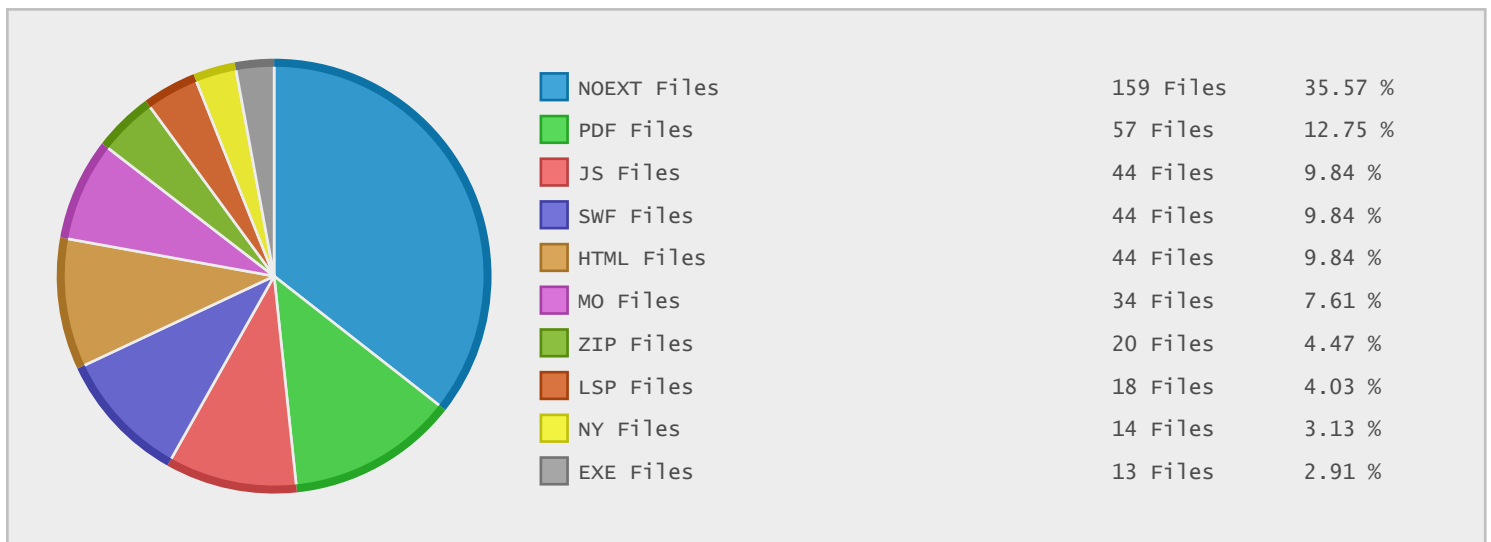 NOEXT Files 159 Files 35.57 %
PDF Files 57 Files 12.75 %
JS Files 44 Files 9.84 %
SWF Files 44 Files 9.84 %
HTML Files 44 Files 9.84 %
MO Files 34 Files 7.61 %
ZIP Files 20 Files 4.47 %
LSP Files 18 Files 4.03 %
NY Files 14 Files 3.13 %
EXE Files 13 Files 2.91 %